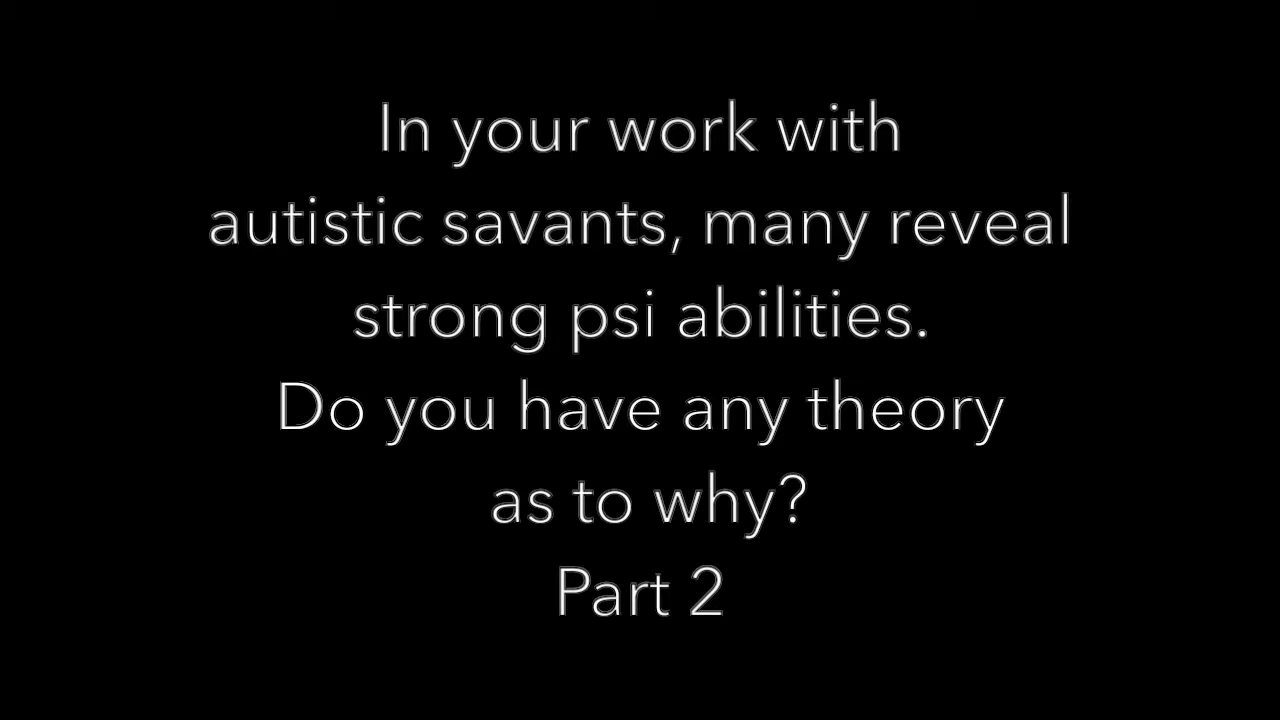 In your work with
autistic savants, many reveal
strong psi abilities.
Do you have any theory
as to why?
Part 2